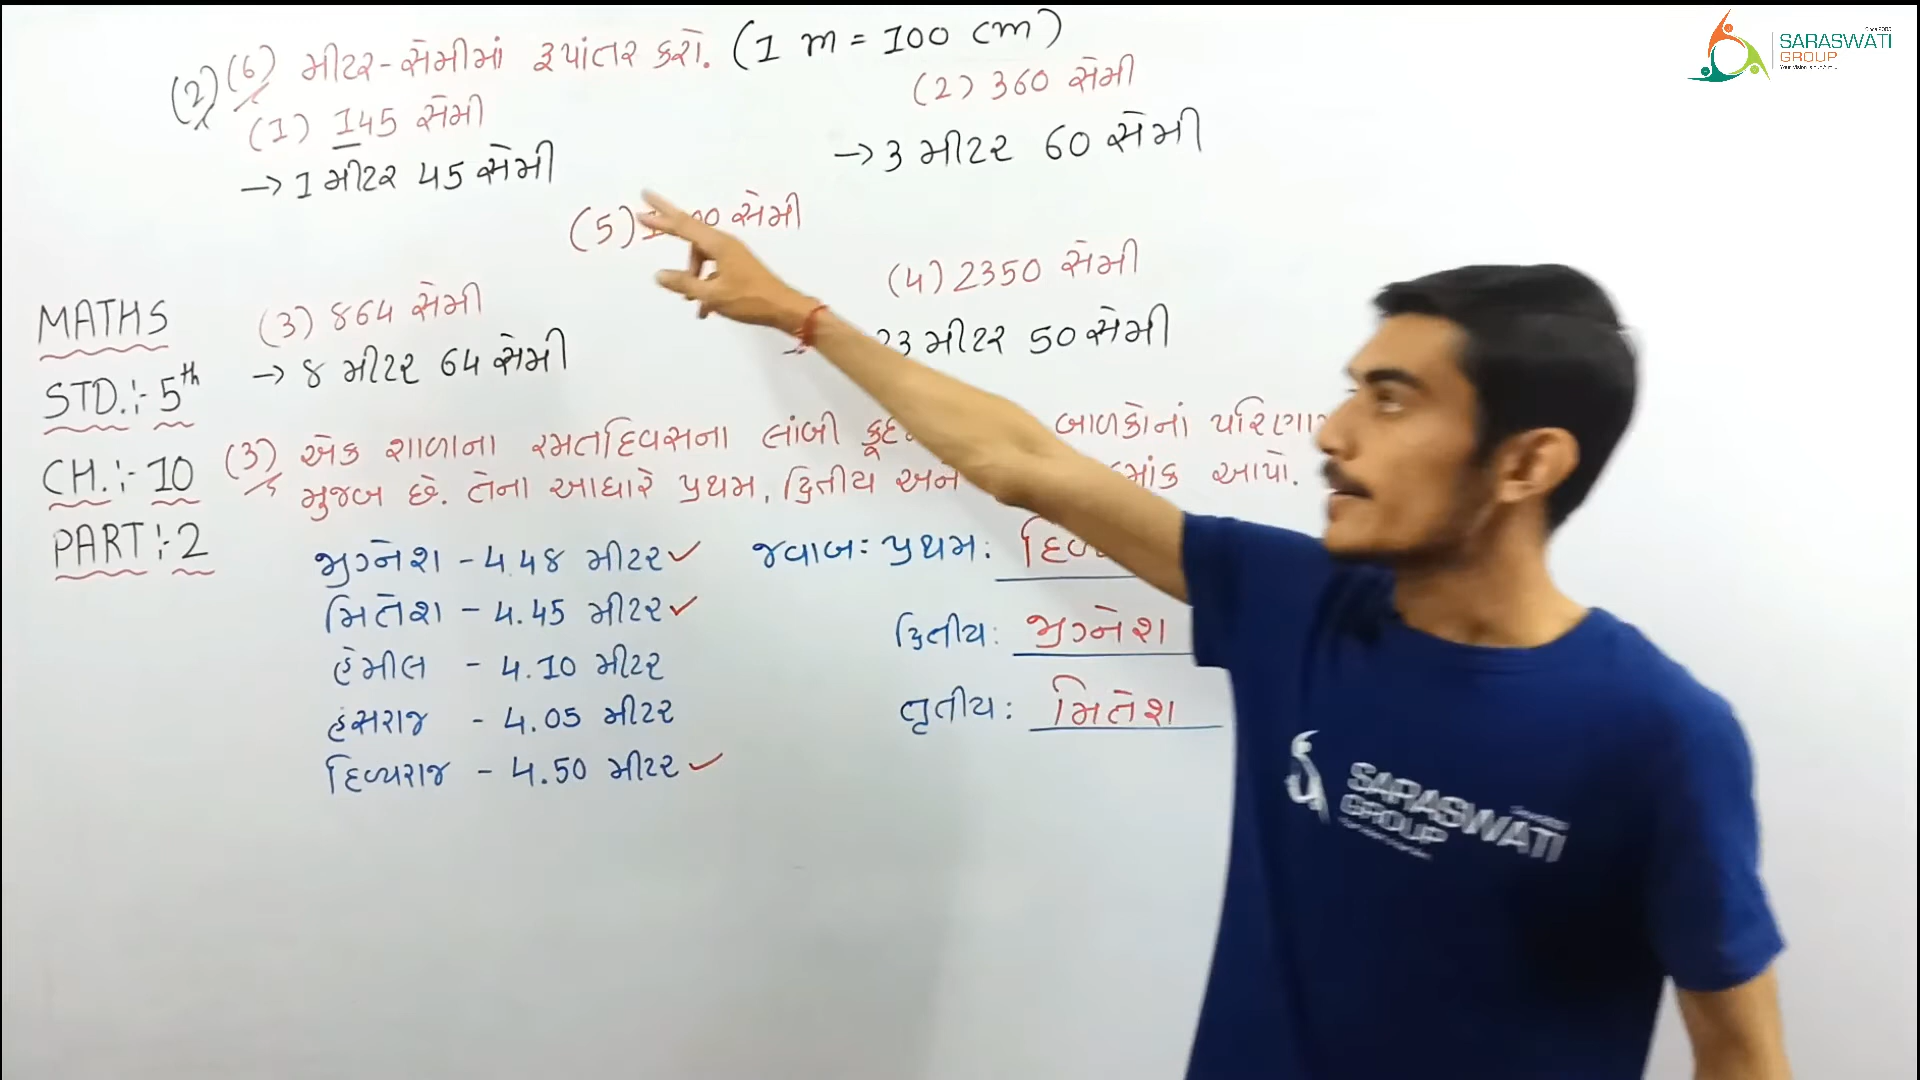 (2) (6) મીટર-સેમીમાં રૂપાંતર કરો. (1 m = 100 cm)
(1) 145 સેમી
(2) 360 સેમી
→ 1 મીટર 45 સેમી
→ 3 મીટર 60 સેમી
(5) સેમી
(3) 864 સેમી
(4) 2350 સેમી
→ 8 મીટર 64 સેમી
23 મીટર 50 સેમી
MATHS
STD.:- 5th
CH.:- 10
PART:- 2
(3) એક શાળાના રમતદિવસના લાંબી બાળકોનાં
મુજબ છે. તેના આધારે પ્રથમ, દ્વિતીય અને આપો.
જીગ્નેશ - 4.48 મીટર ✓
મિતેશ - 4.45 મીટર ✓
હેમીલ - 4.10 મીટર
હંસરાજ - 4.05 મીટર
દિવ્યરાજ - 4.50 મીટર ✓
જવાબ: પ્રથમ:
દ્વિતીય: જીગ્નેશ
તૃતીય: મિતેશ
SARASWATI
GROUP
SARASWATI
GROUP